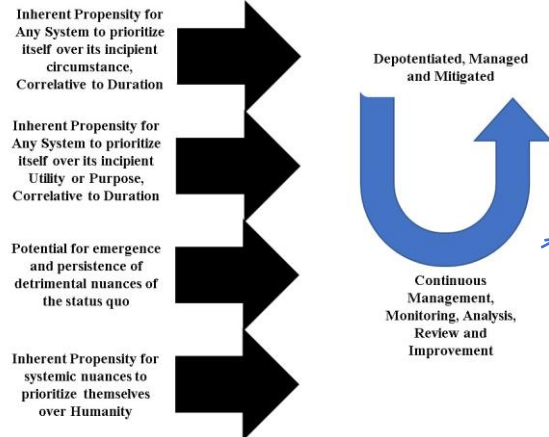 Inherent Propensity for
Any System to prioritize
itself over its incipient
circumstance,
Correlative to Duration
Inherent Propensity for
Any System to prioritize
itself over its incipient
Utility or Purpose,
Correlative to Duration
Potential for emergence
and persistence of
detrimental nuances of
the status quo
Inherent Propensity for
systemic nuances to
prioritize themselves
over Humanity
Depotentiated, Managed
and Mitigated
Continuous
Management,
Monitoring, Analysis,
Review and
Improvement